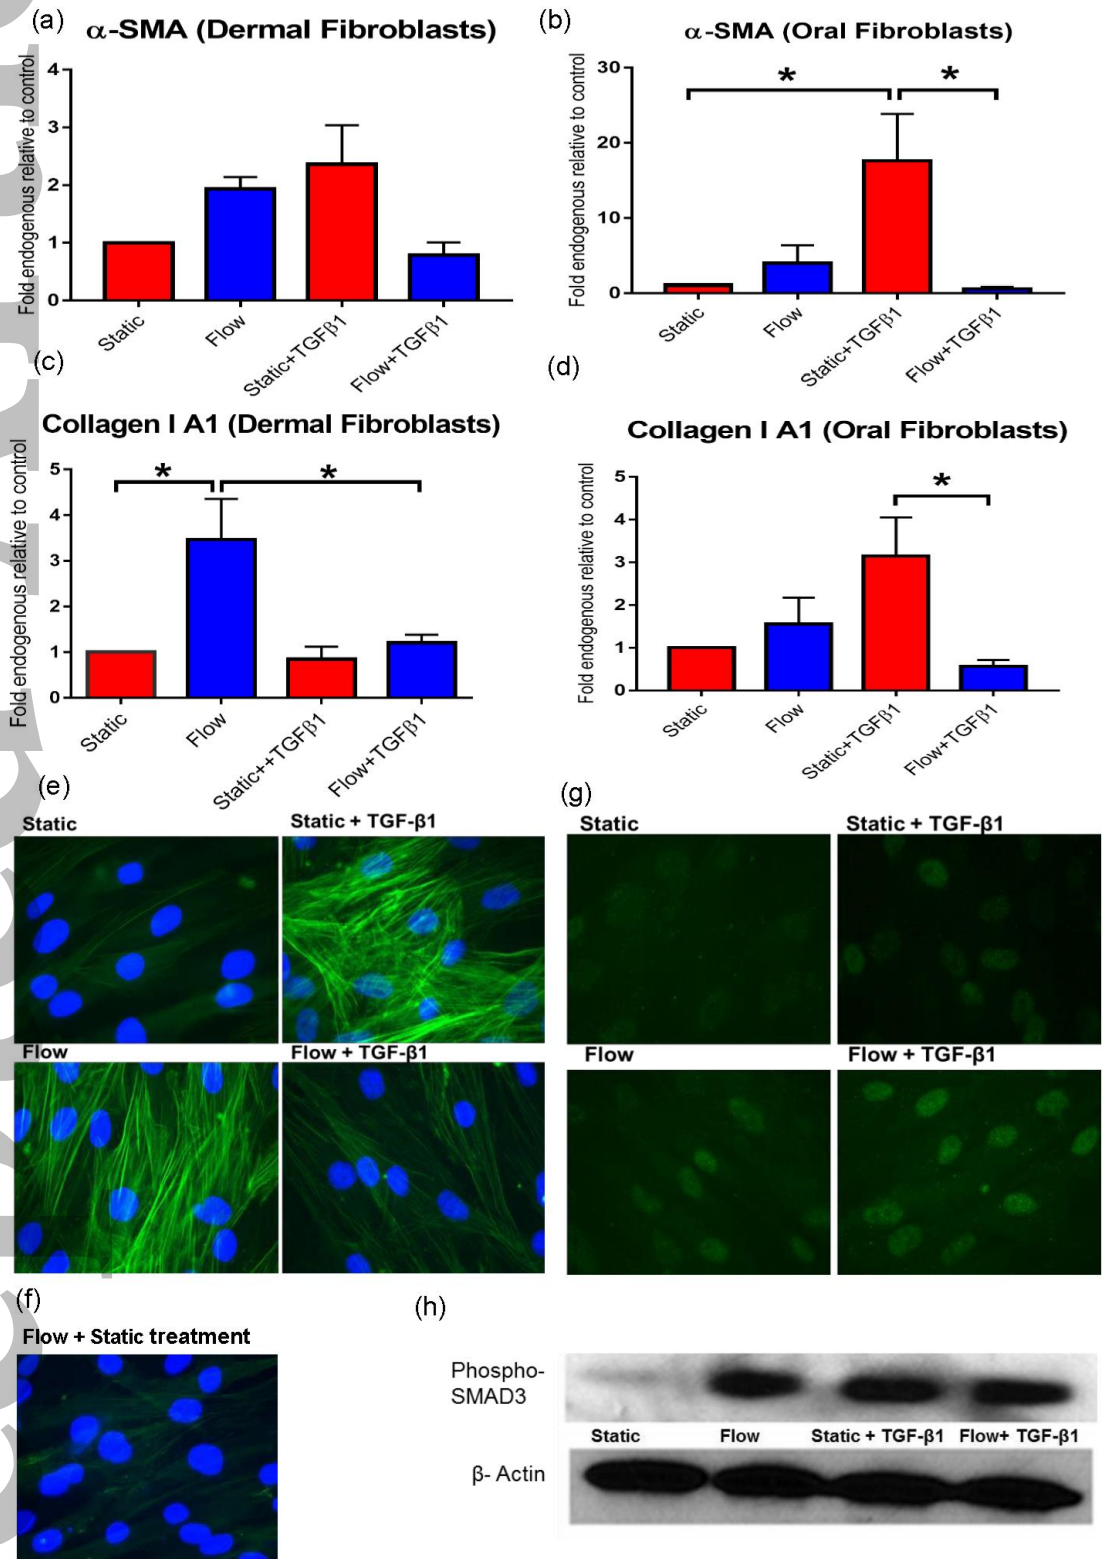 (a)
α-SMA (Dermal Fibroblasts)
Fold endogenous relative to control
4
3
2
1
0
Static
Flow
Static+TGFβ1
Flow+TGFβ1
(b)
α-SMA (Oral Fibroblasts)
Fold endogenous relative to control
30
20
10
0
*
*
Static
Flow
Static+TGFβ1
Flow+TGFβ1
(c)
Collagen I A1 (Dermal Fibroblasts)
Fold endogenous relative to control
5
4
3
2
1
0
*
*
Static
Flow
Static++TGFβ1
Flow+TGFβ1
(d)
Collagen I A1 (Oral Fibroblasts)
Fold endogenous relative to control
5
4
3
2
1
0
*
Static
Flow
Static+TGFβ1
Flow+TGFβ1
(e)
Static
Static + TGF-β1
Flow
Flow + TGF-β1
(g)
Static
Static + TGF-β1
Flow
Flow + TGF-β1
(f)
Flow + Static treatment
(h)
Phospho-
SMAD3
Static
Flow
Static + TGF-β1
Flow+ TGF-β1
β- Actin